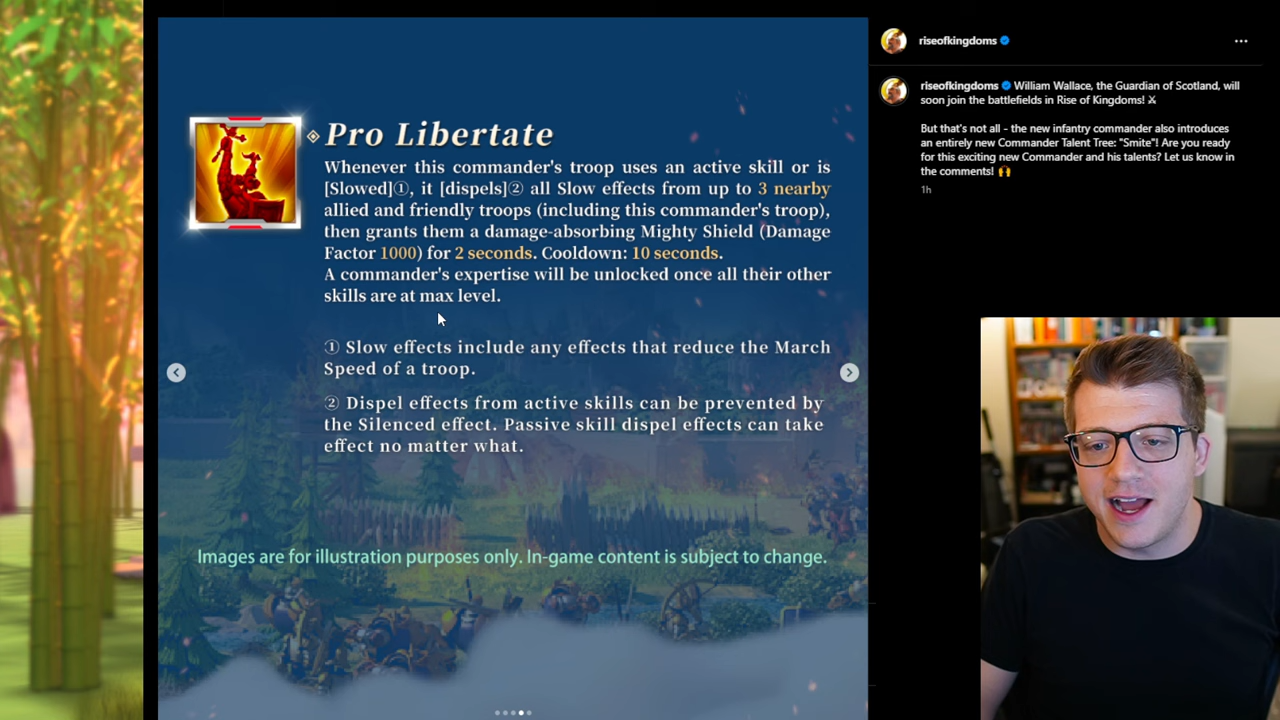 Pro Libertate
Whenever this commander's troop uses an active skill or is
[Slowed]①, it [dispels]② all Slow effects from up to 3 nearby
allied and friendly troops (including this commander's troop),
then grants them a damage-absorbing Mighty Shield (Damage
Factor 1000) for 2 seconds. Cooldown: 10 seconds.
A commander's expertise will be unlocked once all their other
skills are at max level.
① Slow effects include any effects that reduce the March
Speed of a troop.
② Dispel effects from active skills can be prevented by
the Silenced effect. Passive skill dispel effects can take
effect no matter what.
Images are for illustration purposes only. In-game content is subject to change.
riseofkingdoms
riseofkingdoms William Wallace, the Guardian of Scotland, will
soon join the battlefields in Rise of Kingdoms! ⚔
But that's not all - the new infantry commander also introduces
an entirely new Commander Talent Tree: "Smite"! Are you ready
for this exciting new Commander and his talents? Let us know in
the comments! 🙌
1h